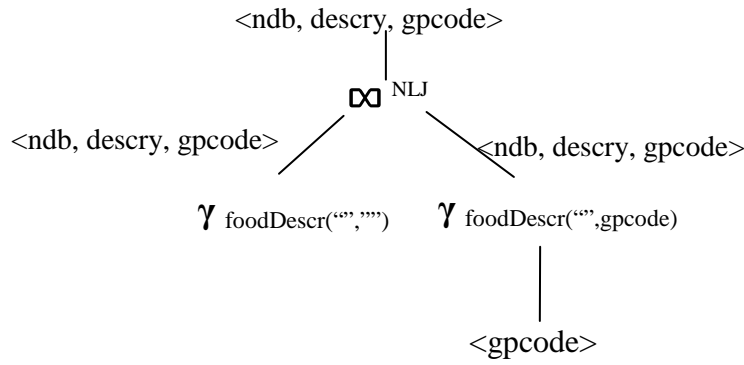 <ndb, descry, gpcode>
⋈ NLJ
<ndb, descry, gpcode>
<ndb, descry, gpcode>
γ foodDescr(“”,””)
γ foodDescr(“”,gpcode)
<gpcode>